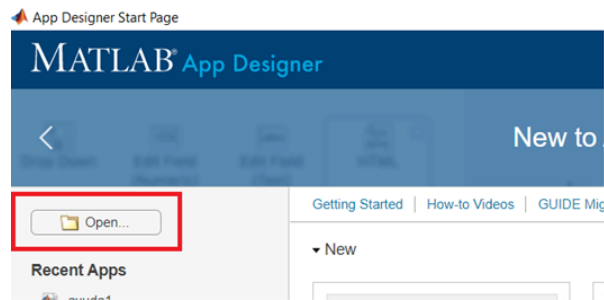 App Designer Start Page
MATLAB® App Designer
Drop Down Edit Field Edit Field HTML
(Numeric) (Text)
New to
Open...
Getting Started | How-to Videos | GUIDE Mig
New
Recent Apps